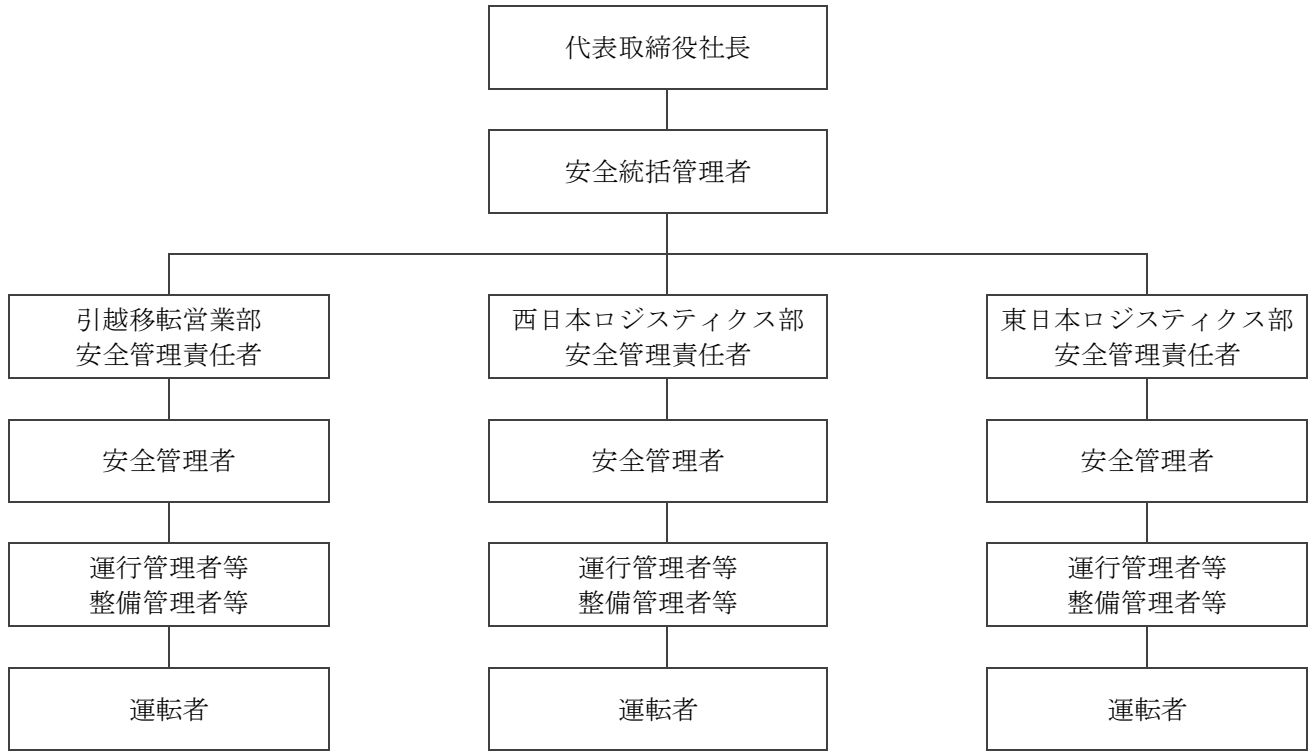 代表取締役社長
安全統括管理者
引越移転営業部
安全管理責任者
西日本ロジスティクス部
安全管理責任者
東日本ロジスティクス部
安全管理責任者
安全管理者
安全管理者
安全管理者
運行管理者等
整備管理者等
運行管理者等
整備管理者等
運行管理者等
整備管理者等
運転者
運転者
運転者